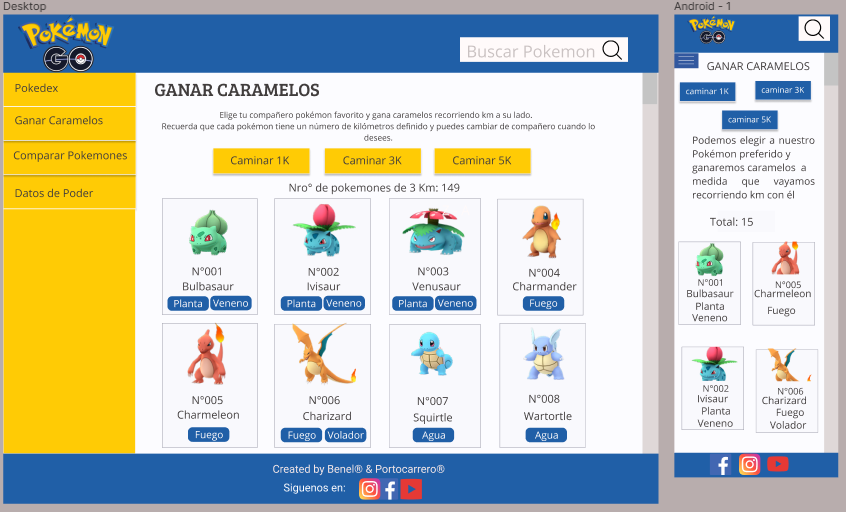 Desktop
POKéMON
GO
Buscar Pokemon
Pokedex
Ganar Caramelos
Comparar Pokemones
Datos de Poder
GANAR CARAMELOS
Elige tu compañero pokémon favorito y gana caramelos recorriendo km a su lado.
Recuerda que cada pokémon tiene un número de kilómetros definido y puedes cambiar de compañero cuando lo
desees.
Caminar 1K
Caminar 3K
Caminar 5K
Nro° de pokemones de 3 Km: 149
N°001
Bulbasaur
Planta Veneno
N°002
Ivisaur
Planta Veneno
N°003
Venusaur
Planta Veneno
N°004
Charmander
Fuego
N°005
Charmeleon
Fuego
N°006
Charizard
Fuego Volador
N°007
Squirtle
Agua
N°008
Wartortle
Agua
Created by Benel® & Portocarrero®
Siguenos en:
Android - 1
POKéMON
GO
GANAR CARAMELOS
caminar 1K
caminar 3K
caminar 5K
Podemos elegir a nuestro
Pokémon preferido y
ganaremos caramelos a
medida que vayamos
recorriendo km con él
Total: 15
N°001
Bulbasaur
Planta
Veneno
N°005
Charmeleon
Fuego
N°002
Ivisaur
Planta
Veneno
N°006
Charizard
Fuego
Volador